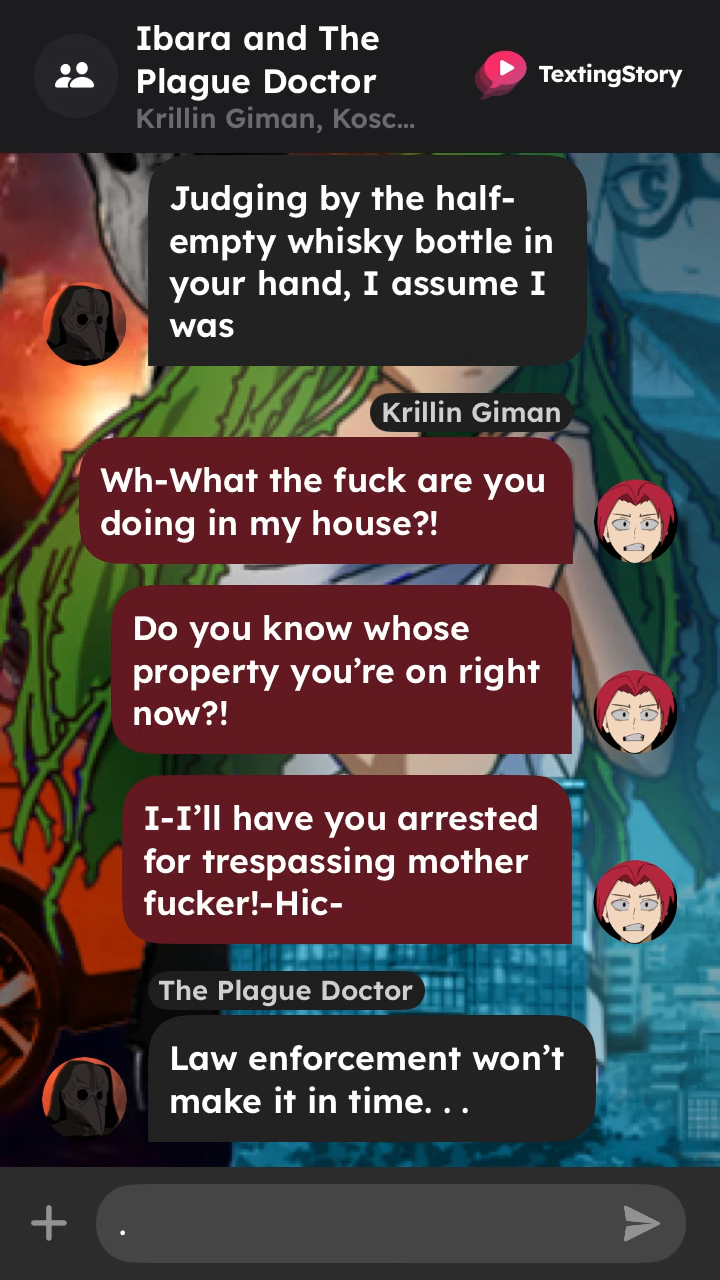 Ibara and The
Plague Doctor
Krillin Giman, Kosc...
TextingStory
Judging by the half-
empty whisky bottle in
your hand, I assume I
was
Krillin Giman
Wh-What the fuck are you
doing in my house?!
Do you know whose
property you’re on right
now?!
I-I’ll have you arrested
for trespassing mother
fucker!-Hic-
The Plague Doctor
Law enforcement won’t
make it in time. . .
.